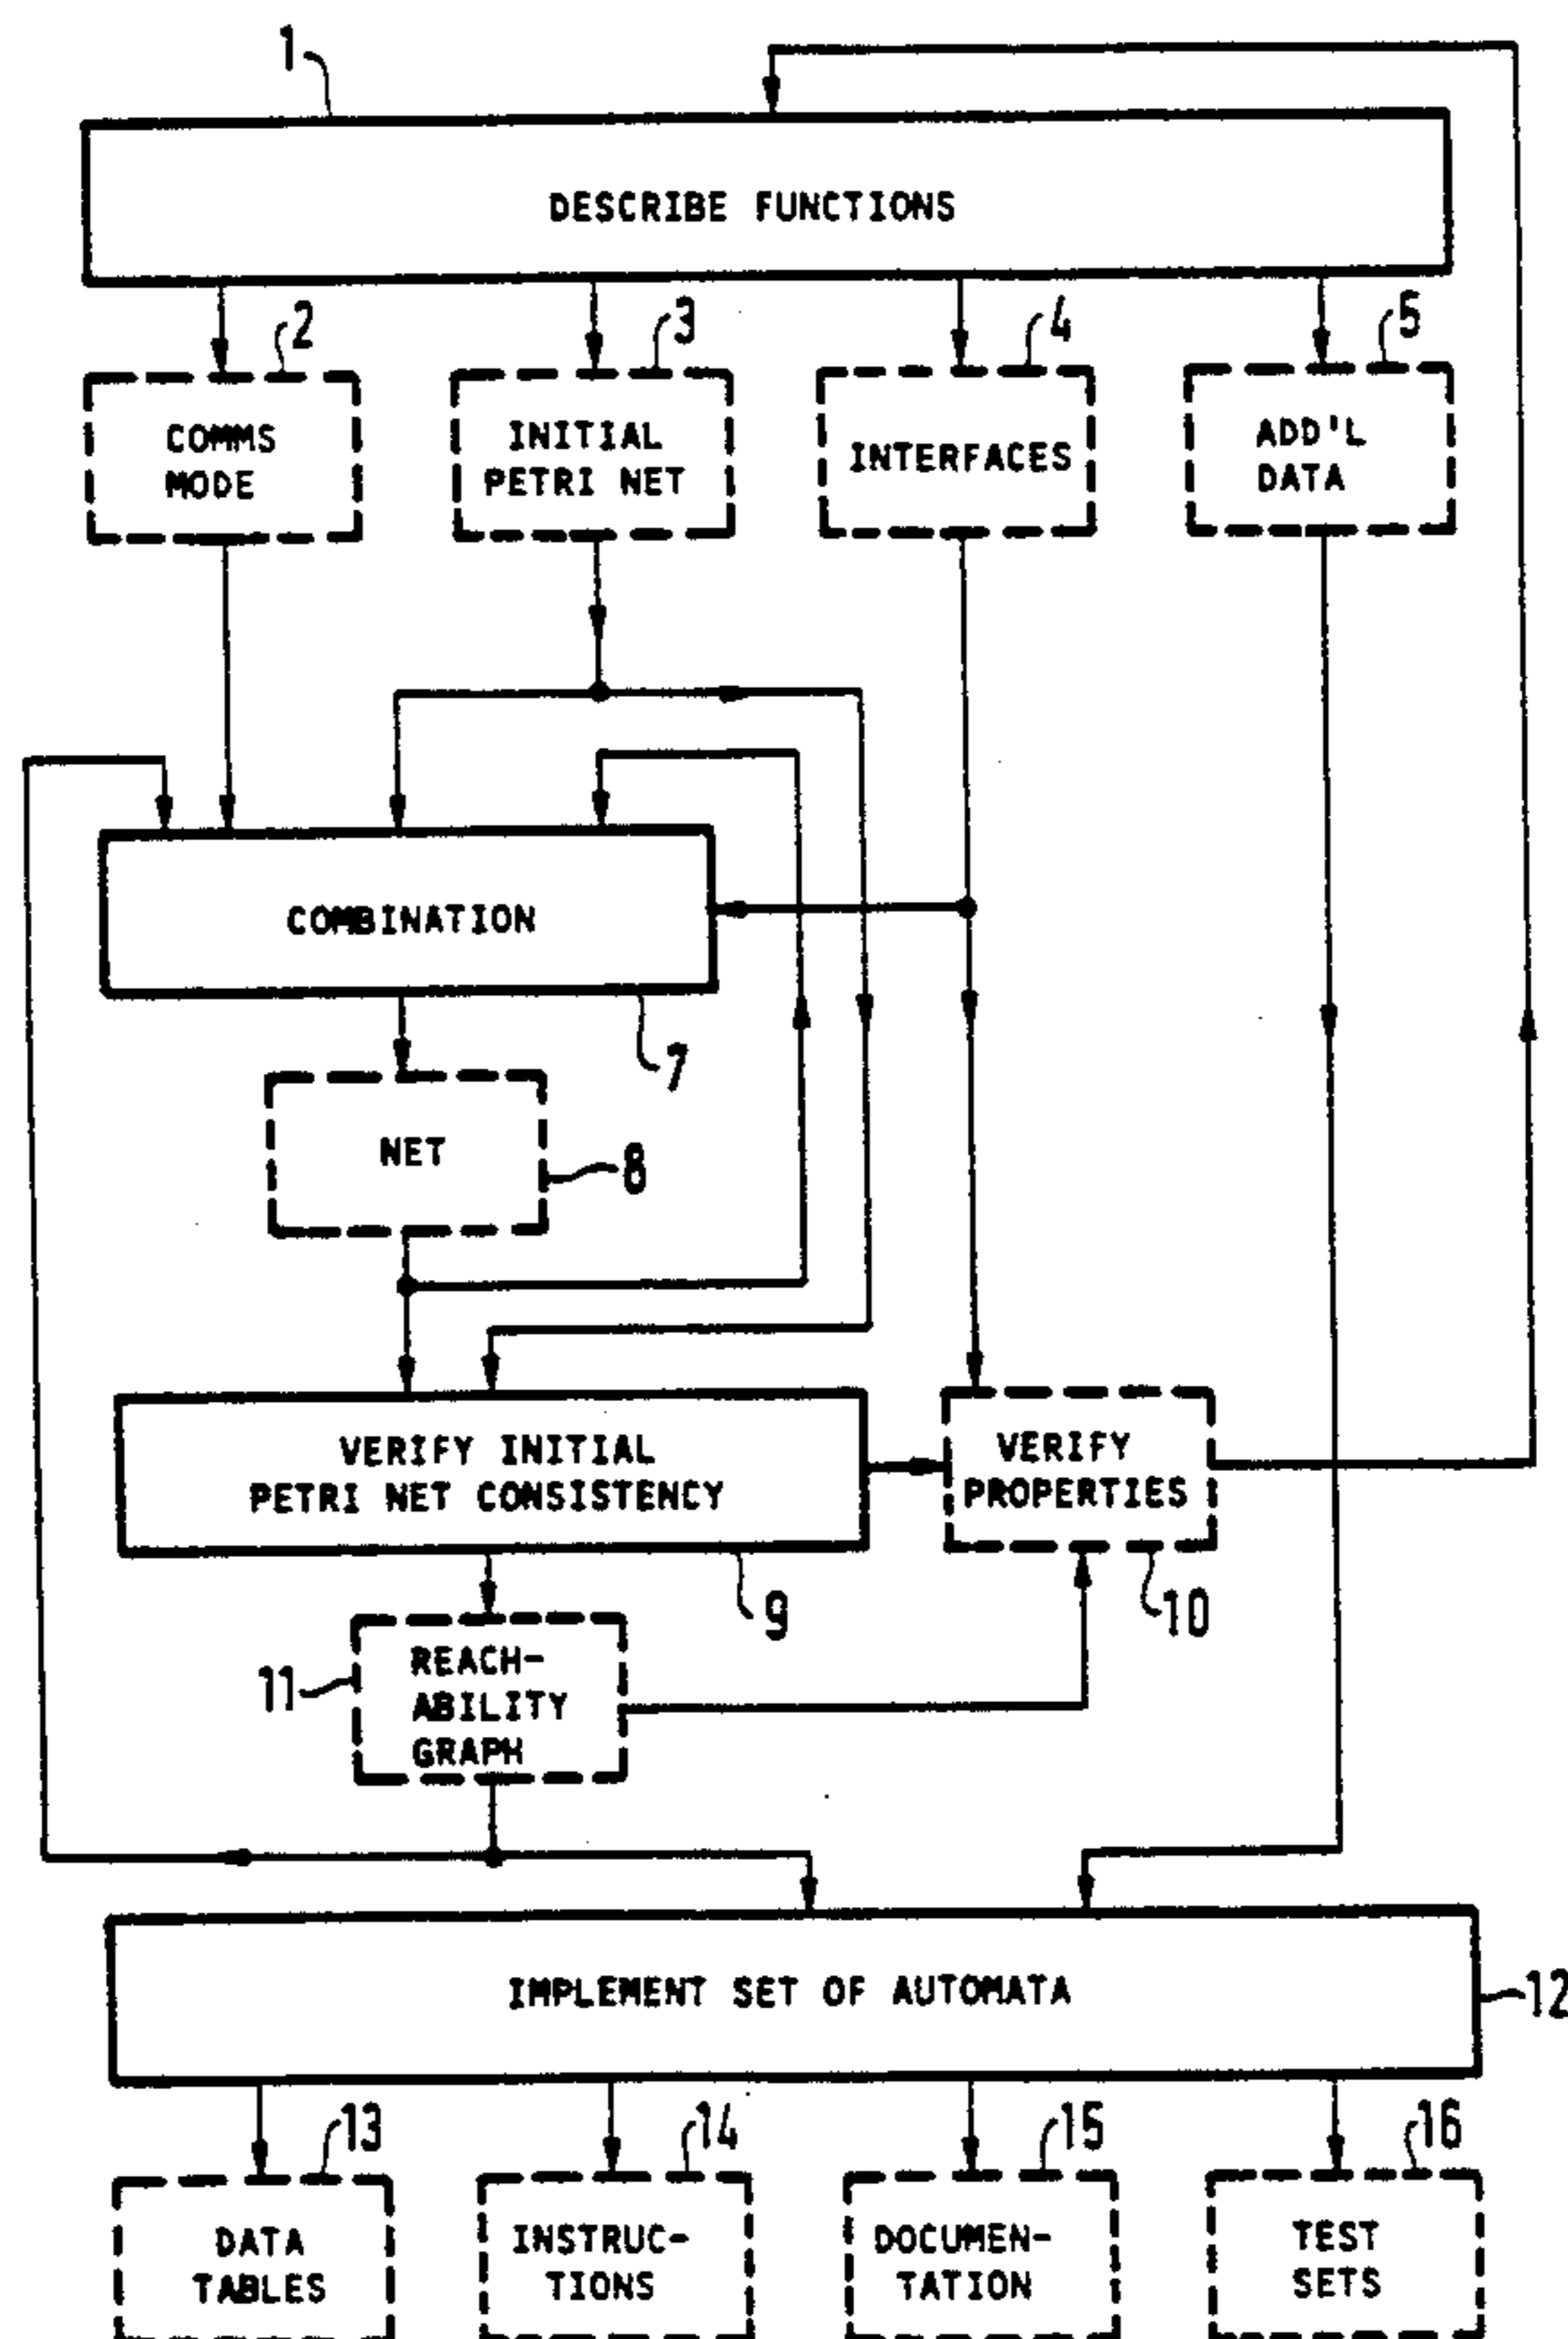 1
DESCRIBE FUNCTIONS
2
3
4
5
COMMS
MODE
INITIAL
PETRI NET
INTERFACES
ADD'L
DATA
COMBINATION
7
NET
8
VERIFY INITIAL
PETRI NET CONSISTENCY
VERIFY
PROPERTIES
9
10
11
REACH-
ABILITY
GRAPH
IMPLEMENT SET OF AUTOMATA
12
13
14
15
16
DATA
TABLES
INSTRUC-
TIONS
DOCUMEN-
TATION
TEST
SETS